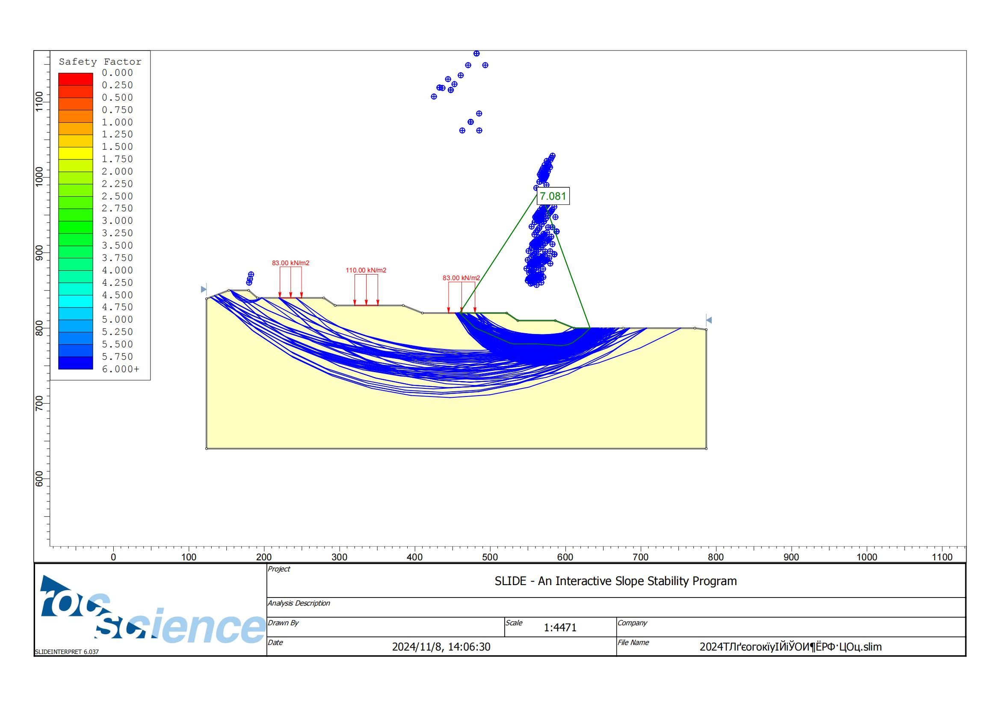 Safety Factor
0.000
0.250
0.500
0.750
1.000
1.250
1.500
1.750
2.000
2.250
2.500
2.750
3.000
3.250
3.500
3.750
4.000
4.250
4.500
4.750
5.000
5.250
5.500
5.750
6.000+
1100
1000
900
800
700
600
7.081
83.00 kN/m2
110.00 kN/m2
83.00 kN/m2
0 100 200 300 400 500 600 700 800 900 1000 1100
rocscience
SLIDEINTERPRET 6.037
Project
SLIDE - An Interactive Slope Stability Program
Analysis Description
Drawn By
Scale 1:4471
Company
Date 2024/11/8, 14:06:30
File Name 2024ТЛґєогокїуІЙіЎОИ¶ЁРФ·ЦОц.slim